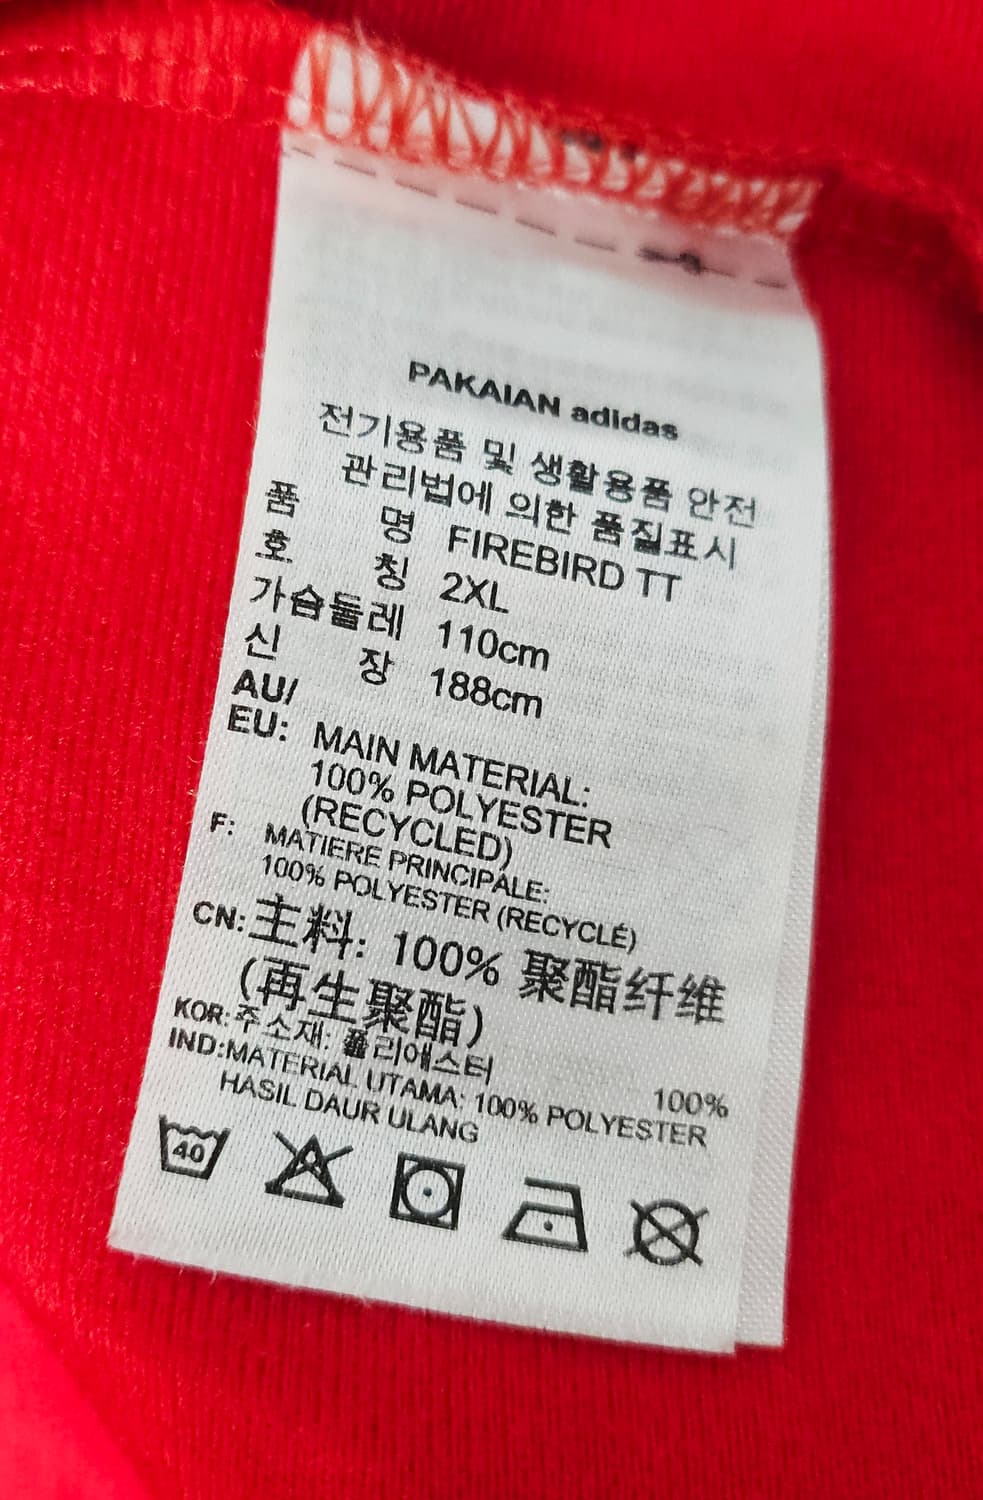 PAKAIAN adidas
전기용품 및 생활용품 안전
관리법에 의한 품질표시
품 명 FIREBIRD TT
호 칭 2XL
가슴둘레 110cm
신 장 188cm
AU/
EU: MAIN MATERIAL:
100% POLYESTER
(RECYCLED)
F: MATIERE PRINCIPALE:
100% POLYESTER (RECYCLÉ)
CN: 主料: 100% 聚酯纤维
(再生聚酯)
KOR: 주소재: 폴리에스터 100%
IND: MATERIAL UTAMA: 100% POLYESTER
HASIL DAUR ULANG
40